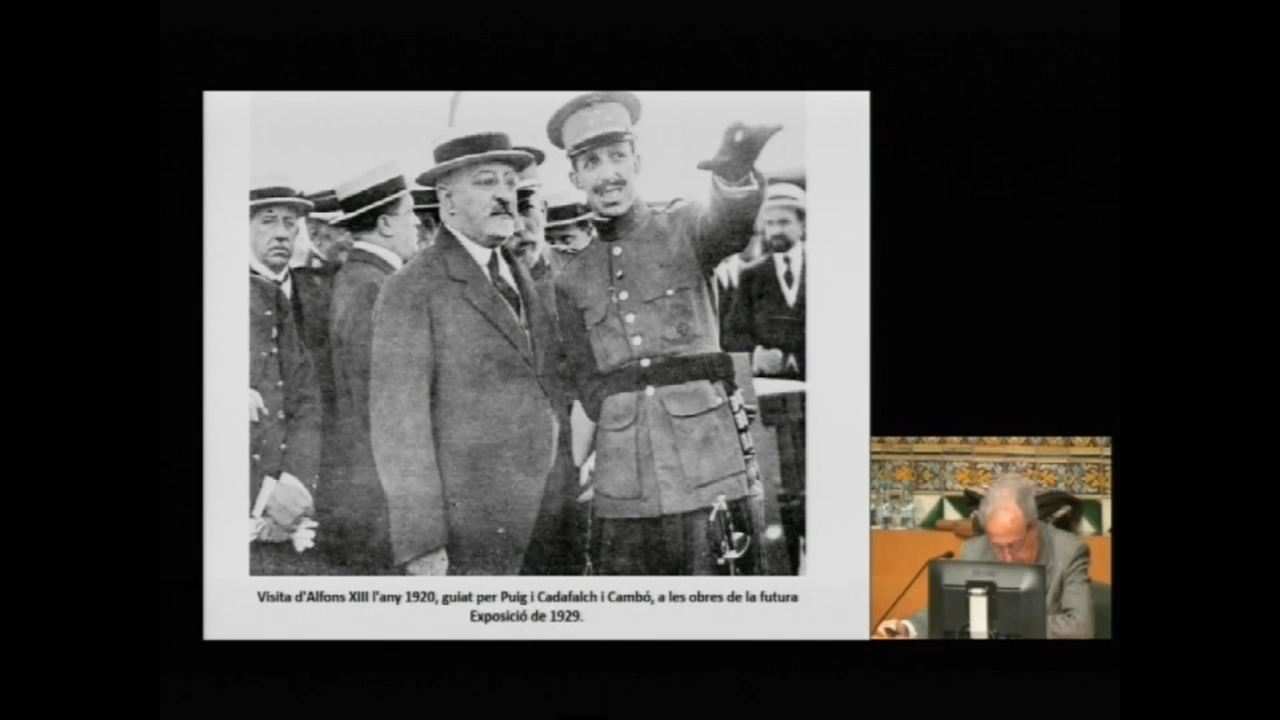 Visita d'Alfons XIII l'any 1920, guiat per Puig i Cadafalch i Cambó, a les obres de la futura
Exposició de 1929.